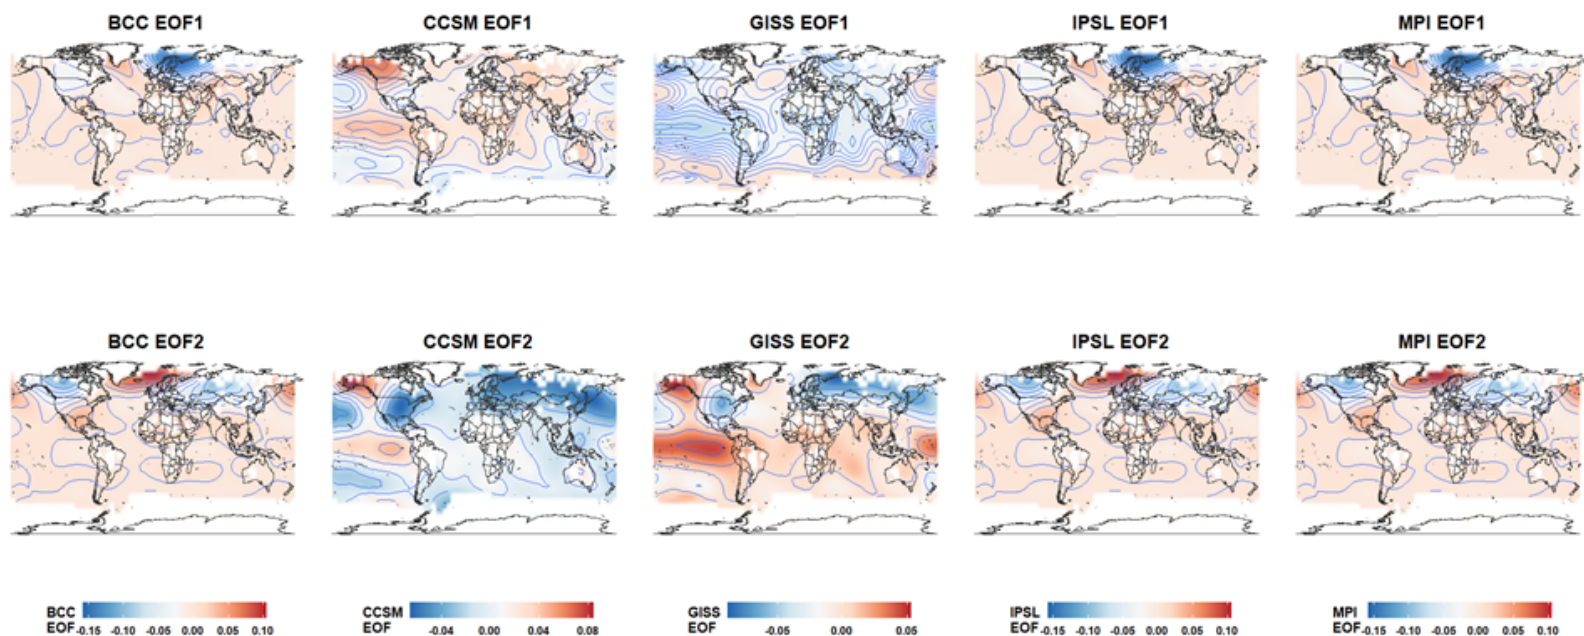 BCC EOF1
CCSM EOF1
GISS EOF1
IPSL EOF1
MPI EOF1
BCC EOF2
CCSM EOF2
GISS EOF2
IPSL EOF2
MPI EOF2
BCC
EOF -0.15 -0.10 -0.05 0.00 0.05 0.10
CCSM
EOF -0.04 0.00 0.04 0.08
GISS
EOF -0.05 0.00 0.05
IPSL
EOF -0.15 -0.10 -0.05 0.00 0.05 0.10
MPI
EOF -0.15 -0.10 -0.05 0.00 0.05 0.10